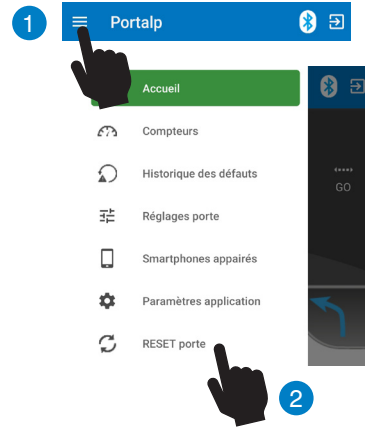 1
Portalp
Accueil
Compteurs
Historique des défauts
GO
Réglages porte
Smartphones appairés
Paramètres application
RESET porte
2